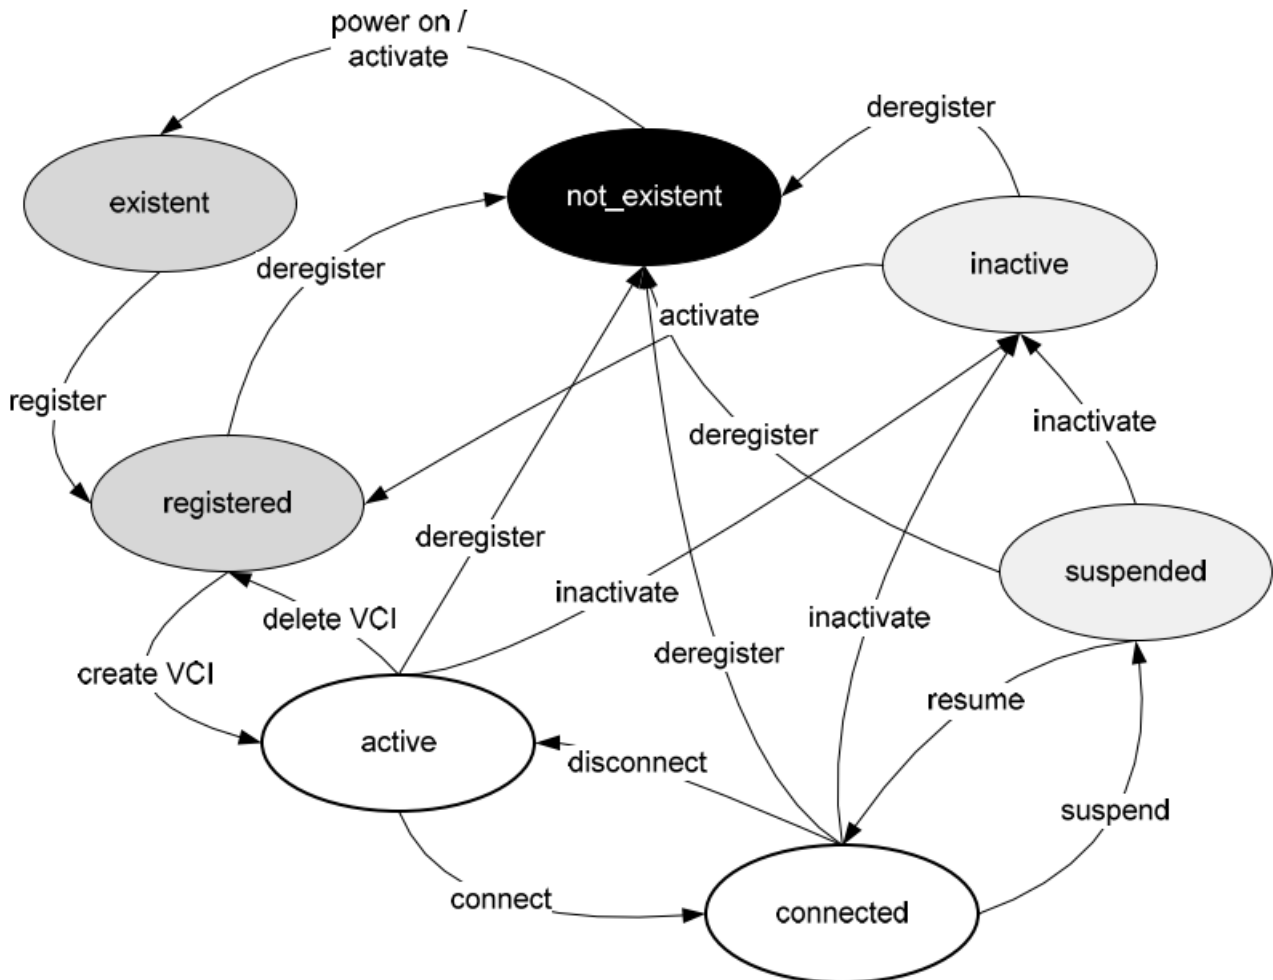 power on /
activate
deregister
existent
not_existent
inactive
deregister
activate
register
deregister
inactivate
registered
deregister
suspended
inactivate
delete VCI
inactivate
deregister
create VCI
resume
active
disconnect
suspend
connect
connected